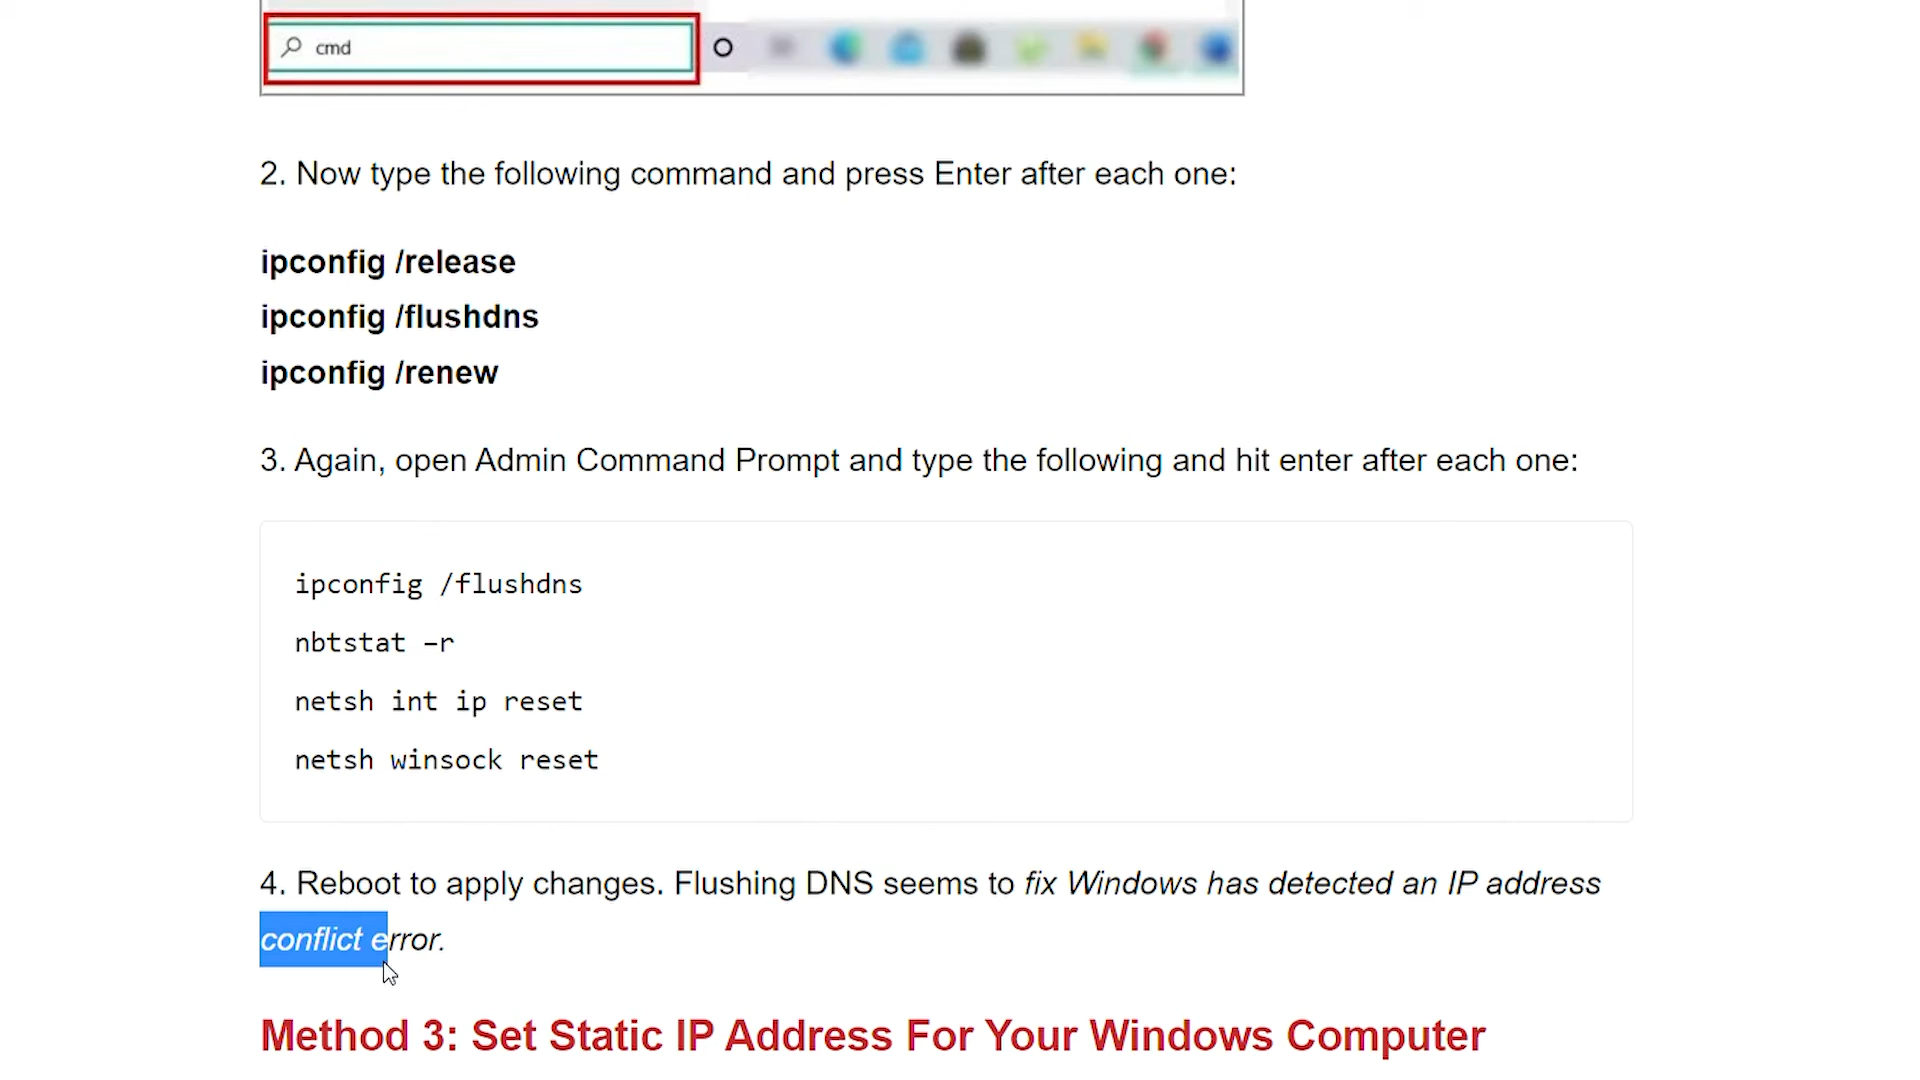 cmd
2. Now type the following command and press Enter after each one:
ipconfig /release
ipconfig /flushdns
ipconfig /renew
3. Again, open Admin Command Prompt and type the following and hit enter after each one:
ipconfig /flushdns
nbtstat –r
netsh int ip reset
netsh winsock reset
4. Reboot to apply changes. Flushing DNS seems to fix Windows has detected an IP address
conflict error.
Method 3: Set Static IP Address For Your Windows Computer